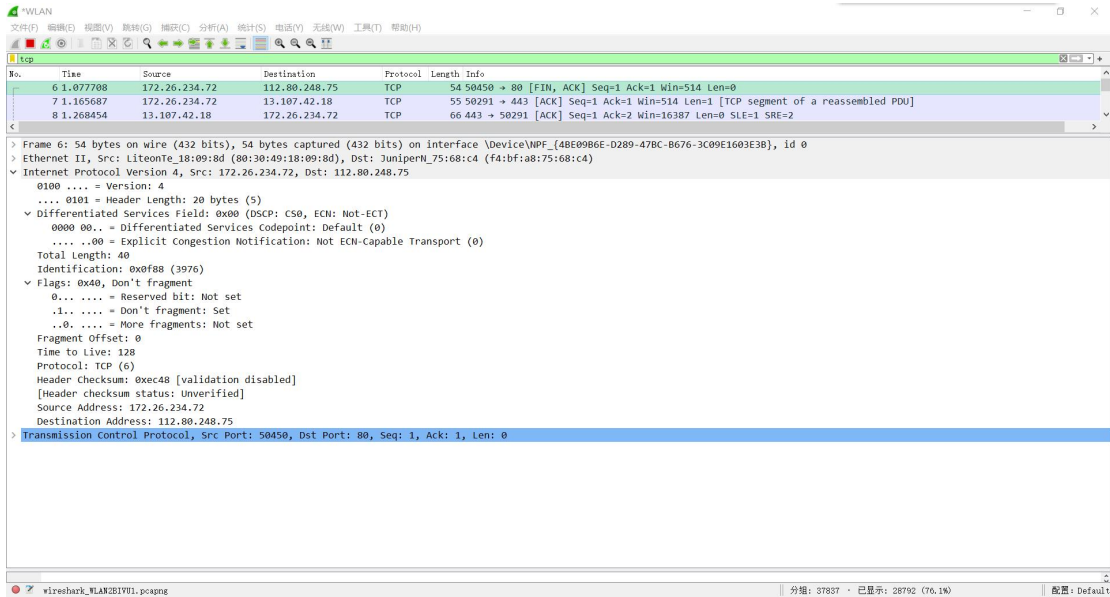 *WLAN
文件(F) 编辑(E) 视图(V) 跳转(G) 捕获(C) 分析(A) 统计(S) 电话(Y) 无线(W) 工具(T) 帮助(H)
tcp
No. Time Source Destination Protocol Length Info
6 1.077708 172.26.234.72 112.80.248.75 TCP 54 50450 → 80 [FIN, ACK] Seq=1 Ack=1 Win=514 Len=0
7 1.165687 172.26.234.72 13.107.42.18 TCP 55 50291 → 443 [ACK] Seq=1 Ack=1 Win=514 Len=1 [TCP segment of a reassembled PDU]
8 1.268454 13.107.42.18 172.26.234.72 TCP 66 443 → 50291 [ACK] Seq=1 Ack=2 Win=16387 Len=0 SLE=1 SRE=2
Frame 6: 54 bytes on wire (432 bits), 54 bytes captured (432 bits) on interface \Device\NPF_{4BE09B6E-D289-47BC-B676-3C09E1603E3B}, id 0
Ethernet II, Src: LiteonTe_18:09:8d (80:30:49:18:09:8d), Dst: JuniperN_75:68:c4 (f4:bf:a8:75:68:c4)
Internet Protocol Version 4, Src: 172.26.234.72, Dst: 112.80.248.75
0100 .... = Version: 4
.... 0101 = Header Length: 20 bytes (5)
Differentiated Services Field: 0x00 (DSCP: CS0, ECN: Not-ECT)
0000 00.. = Differentiated Services Codepoint: Default (0)
.... ..00 = Explicit Congestion Notification: Not ECN-Capable Transport (0)
Total Length: 40
Identification: 0x0f88 (3976)
Flags: 0x40, Don't fragment
0... .... = Reserved bit: Not set
.1.. .... = Don't fragment: Set
..0. .... = More fragments: Not set
Fragment Offset: 0
Time to Live: 128
Protocol: TCP (6)
Header Checksum: 0xec48 [validation disabled]
[Header checksum status: Unverified]
Source Address: 172.26.234.72
Destination Address: 112.80.248.75
Transmission Control Protocol, Src Port: 50450, Dst Port: 80, Seq: 1, Ack: 1, Len: 0
wireshark_WLAN2BIVU1.pcapng 分组: 37837 · 已显示: 28792 (76.1%) 配置: Default